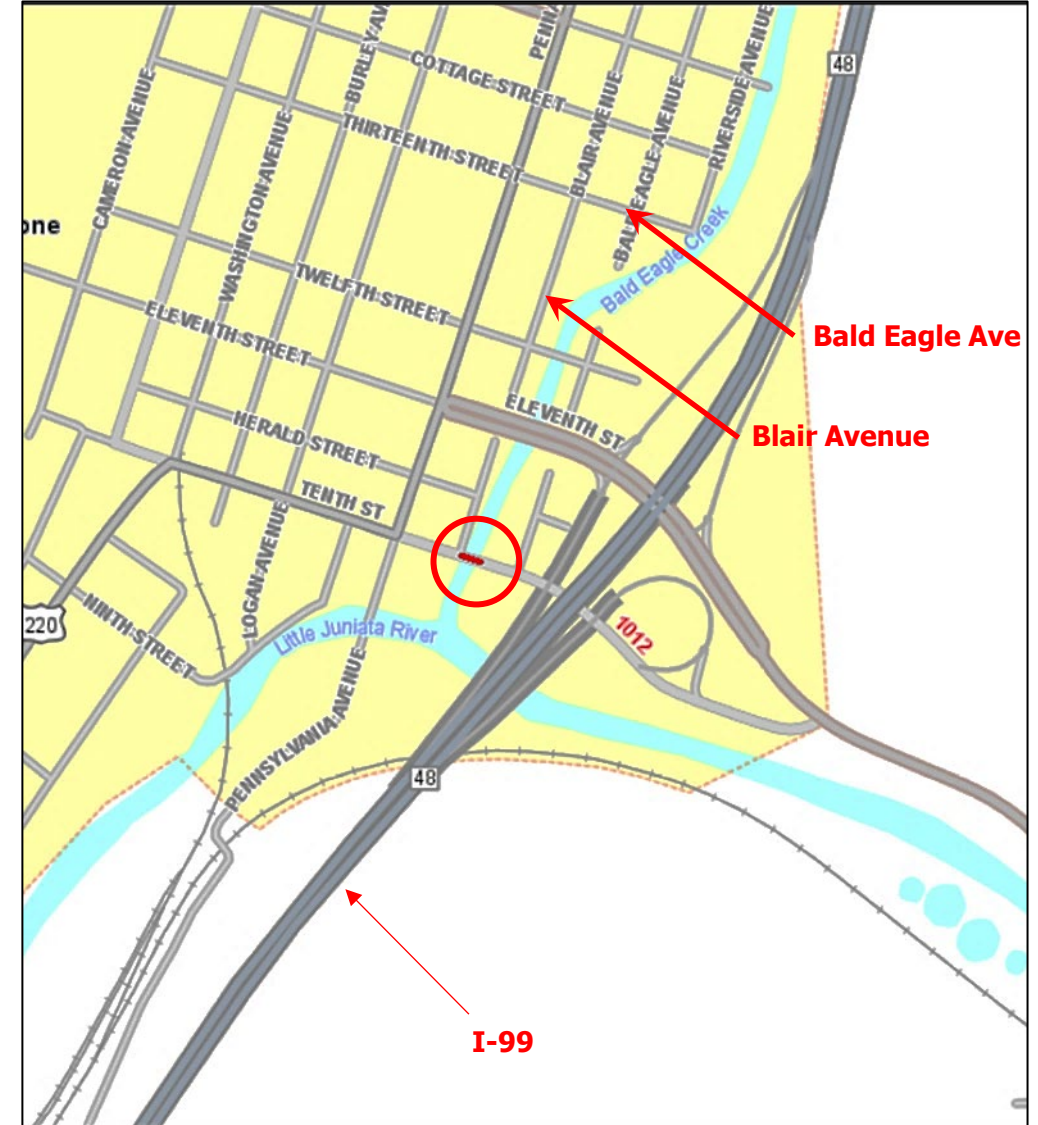 BURLEY AV
PENN
48
COTTAGE STREET
RIVERSIDE AVENUE
CAMERON AVENUE
THIRTEENTH STREET
BLAIR AVENUE
BALD EAGLE AVENUE
WASHINGTON AVENUE
one
Bald Eagle Creek
TWELFTH STREET
ELEVENTH STREET
Bald Eagle Ave
ELEVENTH ST
Blair Avenue
HERALD STREET
TENTH ST
LOGAN AVENUE
NINTH STREET
220
Little Juniata River
1012
PENNSYLVANIA AVENUE
48
I-99